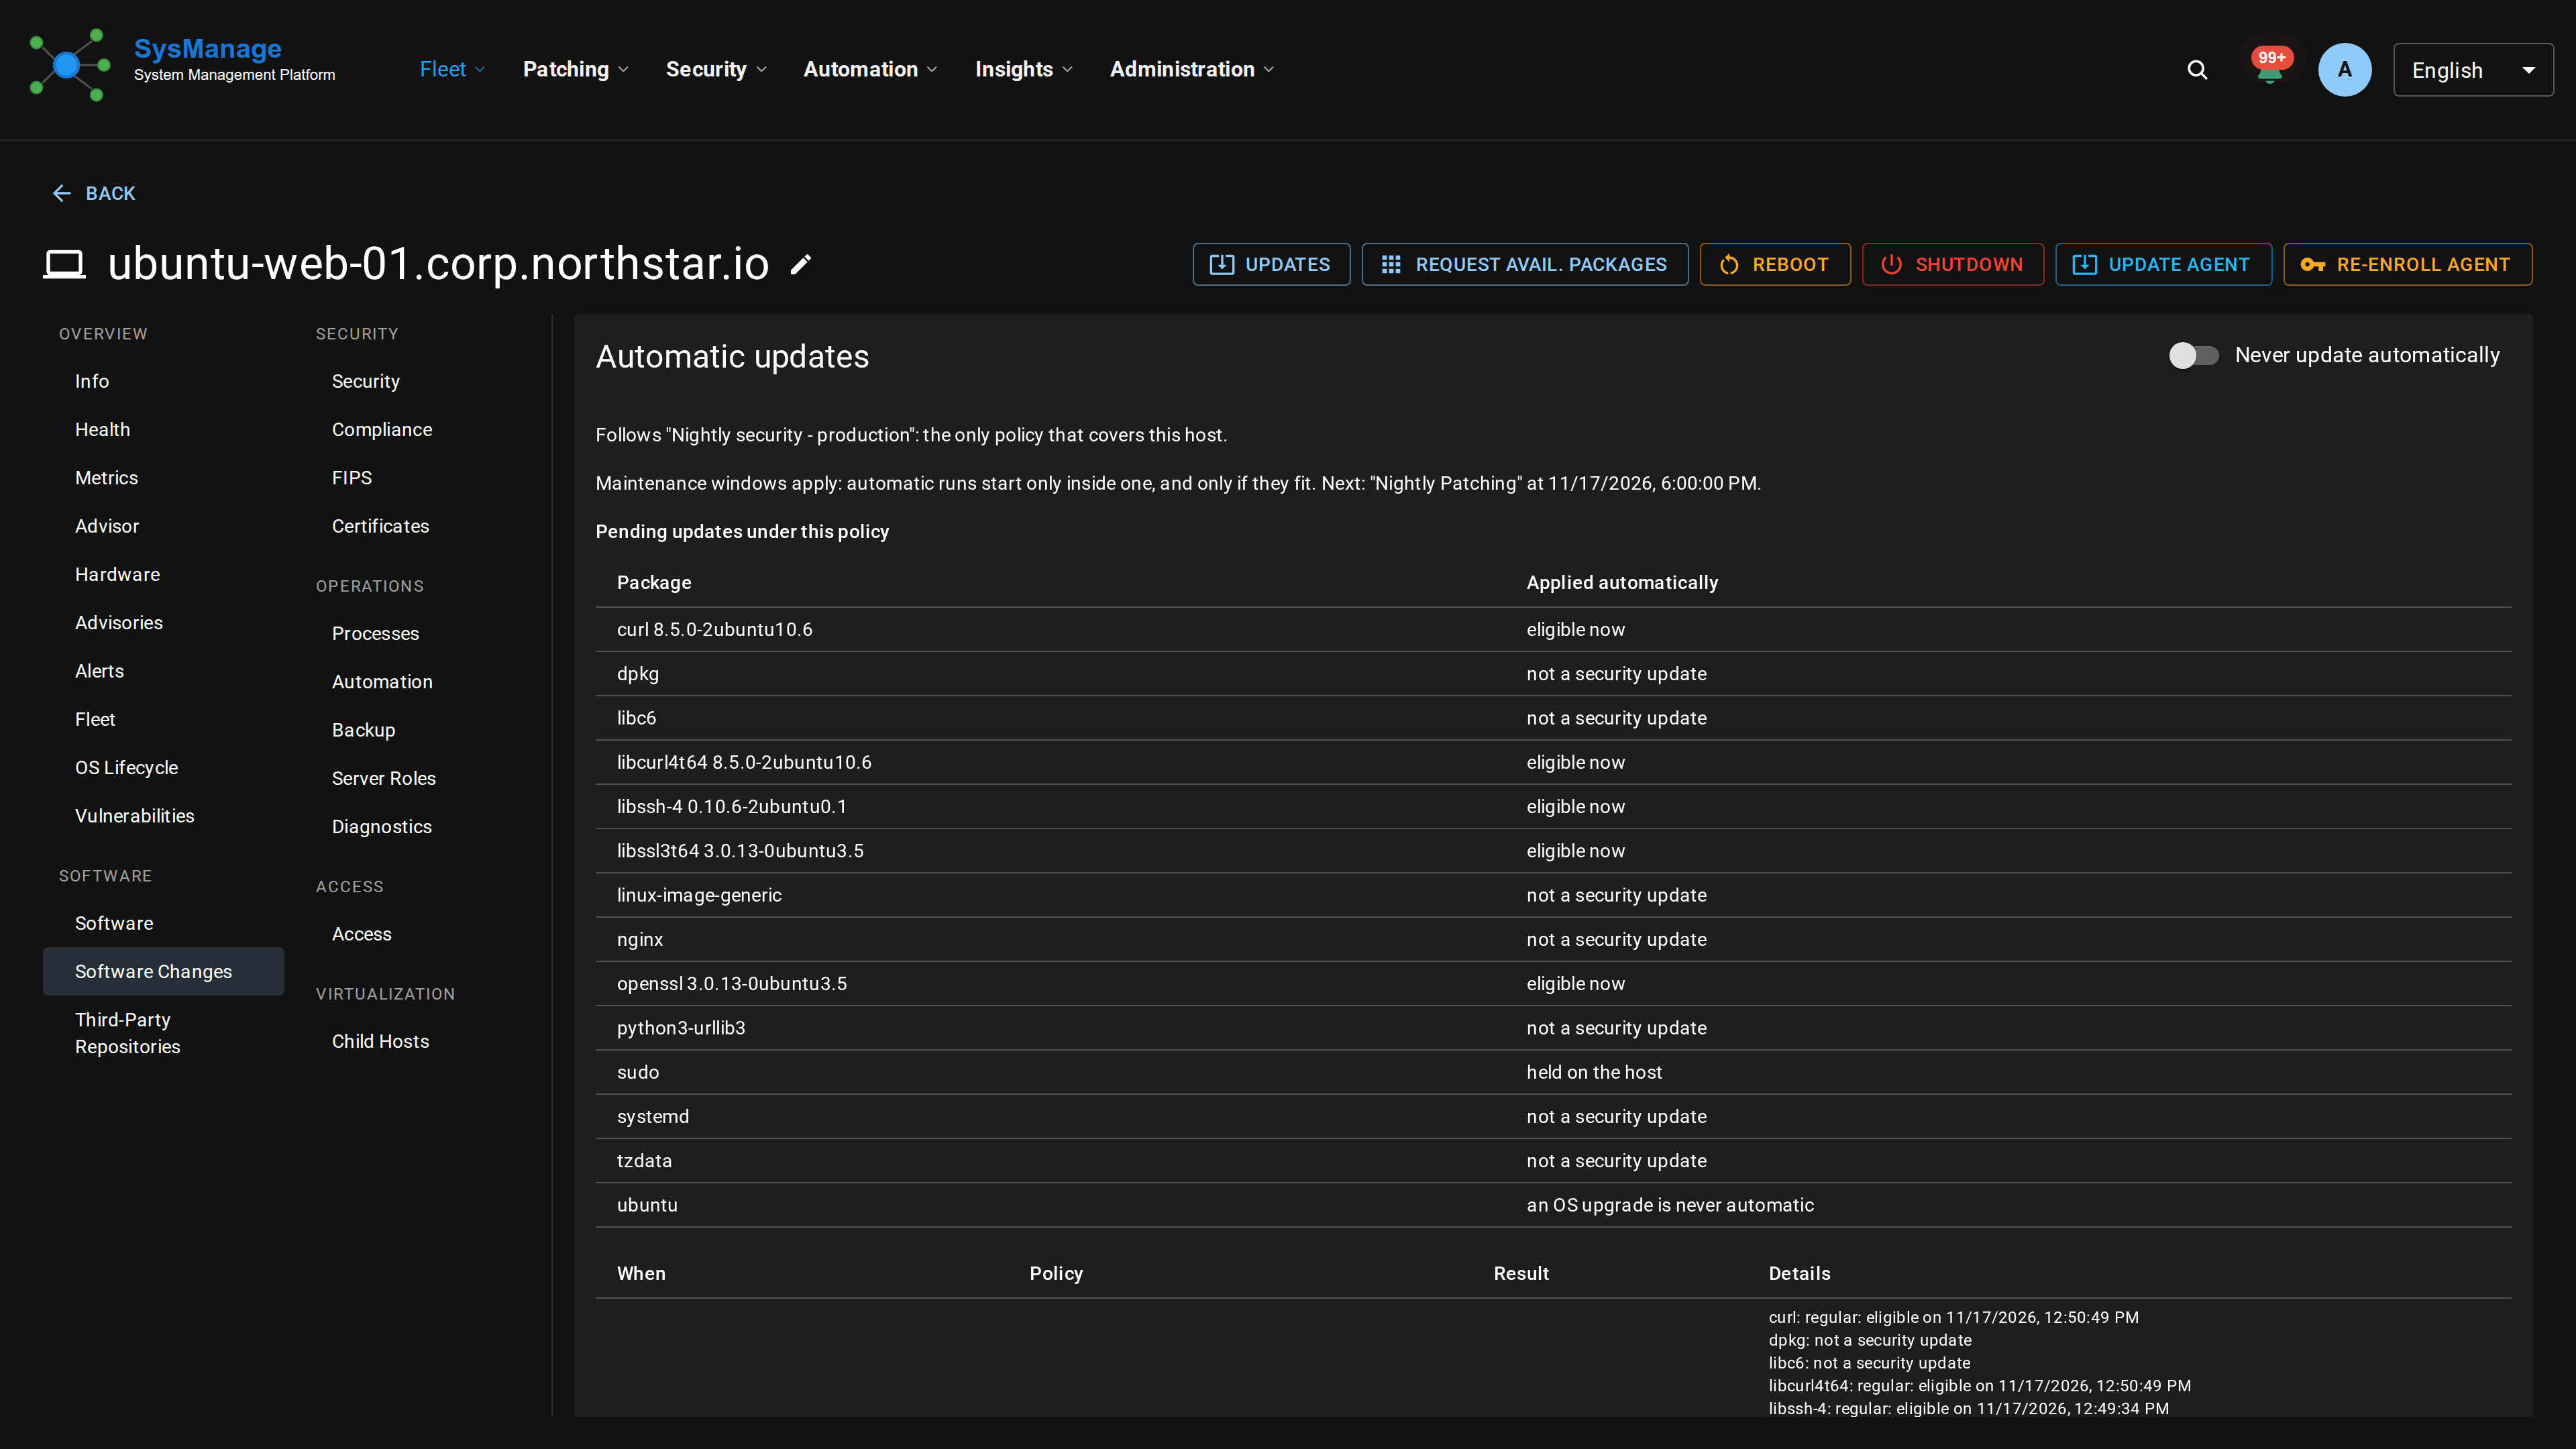 SysManage
System Management Platform
Fleet
Patching
Security
Automation
Insights
Administration
99+
A
English
BACK
ubuntu-web-01.corp.northstar.io
UPDATES
REQUEST AVAIL. PACKAGES
REBOOT
SHUTDOWN
UPDATE AGENT
RE-ENROLL AGENT
OVERVIEW
Info
Health
Metrics
Advisor
Hardware
Advisories
Alerts
Fleet
OS Lifecycle
Vulnerabilities
SOFTWARE
Software
Software Changes
Third-Party
Repositories
SECURITY
Security
Compliance
FIPS
Certificates
OPERATIONS
Processes
Automation
Backup
Server Roles
Diagnostics
ACCESS
Access
VIRTUALIZATION
Child Hosts
Automatic updates
Never update automatically
Follows "Nightly security - production": the only policy that covers this host.
Maintenance windows apply: automatic runs start only inside one, and only if they fit. Next: "Nightly Patching" at 11/17/2026, 6:00:00 PM.
Pending updates under this policy
Package Applied automatically
curl 8.5.0-2ubuntu10.6 eligible now
dpkg not a security update
libc6 not a security update
libcurl4t64 8.5.0-2ubuntu10.6 eligible now
libssh-4 0.10.6-2ubuntu0.1 eligible now
libssl3t64 3.0.13-0ubuntu3.5 eligible now
linux-image-generic not a security update
nginx not a security update
openssl 3.0.13-0ubuntu3.5 eligible now
python3-urllib3 not a security update
sudo held on the host
systemd not a security update
tzdata not a security update
ubuntu an OS upgrade is never automatic
When Policy Result Details
curl: regular: eligible on 11/17/2026, 12:50:49 PM
dpkg: not a security update
libc6: not a security update
libcurl4t64: regular: eligible on 11/17/2026, 12:50:49 PM
libssh-4: regular: eligible on 11/17/2026, 12:49:34 PM